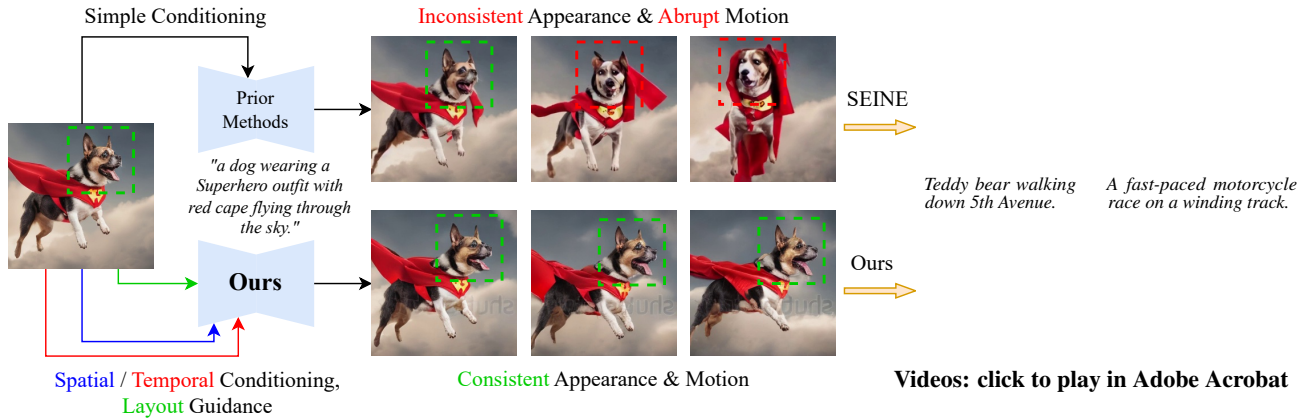 Simple Conditioning
Inconsistent Appearance & Abrupt Motion
Prior
Methods
SEINE
"a dog wearing a
Superhero outfit with
red cape flying through
the sky."
Teddy bear walking
down 5th Avenue.
A fast-paced motorcycle
race on a winding track.
Ours
Ours
Spatial / Temporal Conditioning,
Layout Guidance
Consistent Appearance & Motion
Videos: click to play in Adobe Acrobat